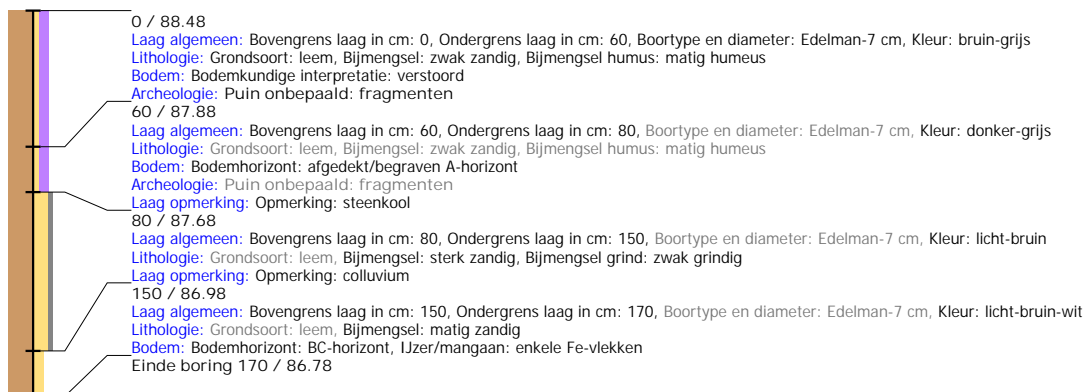 0 / 88.48
Laag algemeen: Bovengrens laag in cm: 0, Ondergrens laag in cm: 60, Boortype en diameter: Edelman-7 cm, Kleur: bruin-grijs
Lithologie: Grondsoort: leem, Bijmengsel: zwak zandig, Bijmengsel humus: matig humeus
Bodem: Bodemkundige interpretatie: verstoord
Archeologie: Puin onbepaald: fragmenten
60 / 87.88
Laag algemeen: Bovengrens laag in cm: 60, Ondergrens laag in cm: 80, Boortype en diameter: Edelman-7 cm, Kleur: donker-grijs
Lithologie: Grondsoort: leem, Bijmengsel: zwak zandig, Bijmengsel humus: matig humeus
Bodem: Bodemhorizont: afgedekt/begraven A-horizont
Archeologie: Puin onbepaald: fragmenten
Laag opmerking: Opmerking: steenkool
80 / 87.68
Laag algemeen: Bovengrens laag in cm: 80, Ondergrens laag in cm: 150, Boortype en diameter: Edelman-7 cm, Kleur: licht-bruin
Lithologie: Grondsoort: leem, Bijmengsel: sterk zandig, Bijmengsel grind: zwak grindig
Laag opmerking: Opmerking: colluvium
150 / 86.98
Laag algemeen: Bovengrens laag in cm: 150, Ondergrens laag in cm: 170, Boortype en diameter: Edelman-7 cm, Kleur: licht-bruin-wit
Lithologie: Grondsoort: leem, Bijmengsel: matig zandig
Bodem: Bodemhorizont: BC-horizont, IJzer/mangaan: enkele Fe-vlekken
Einde boring 170 / 86.78